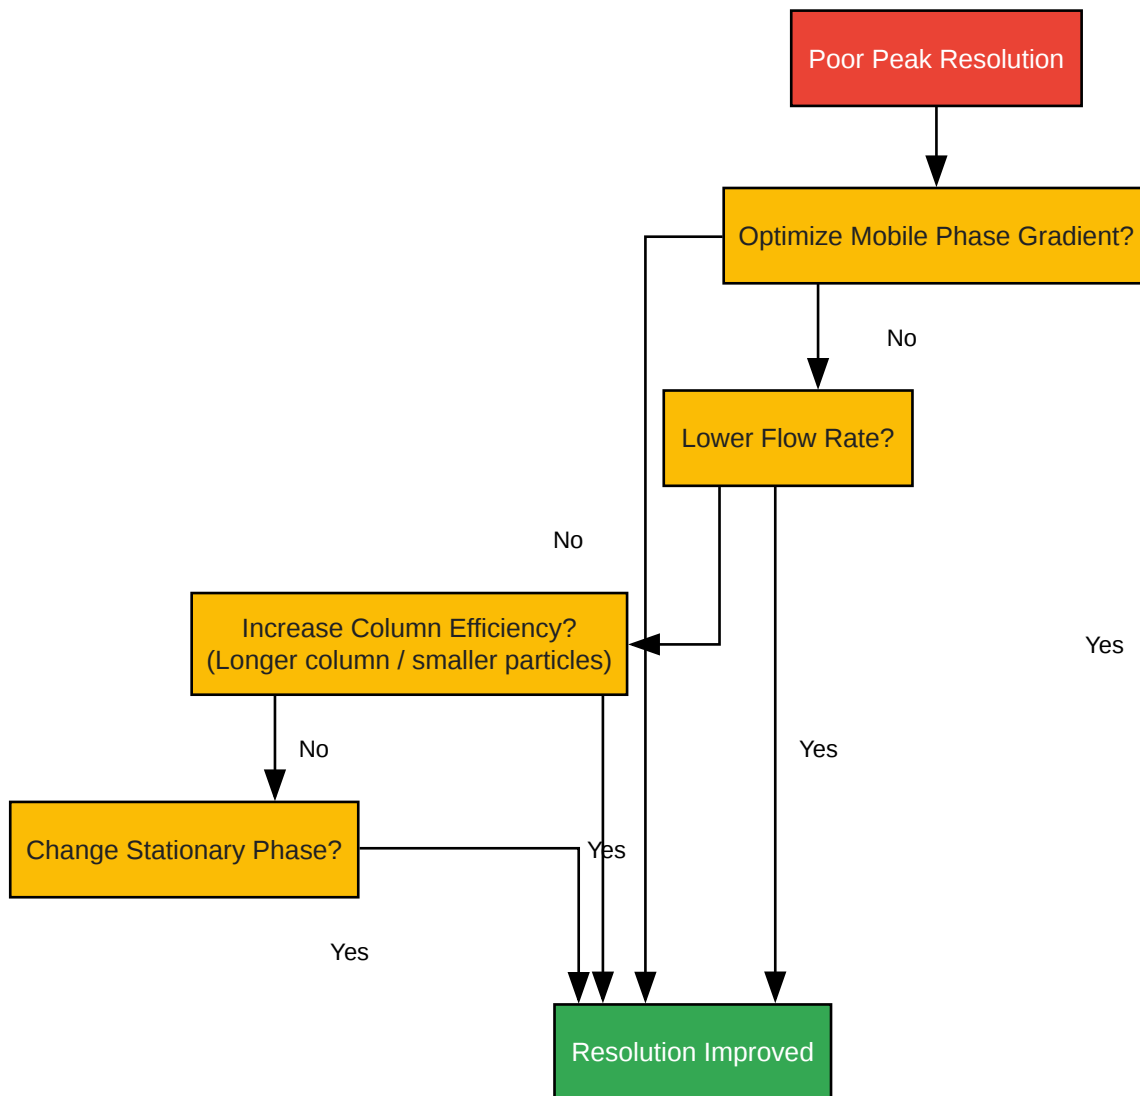 Poor Peak Resolution
Optimize Mobile Phase Gradient?
No
Lower Flow Rate?
No
Increase Column Efficiency?
(Longer column / smaller particles)
Yes
No
Yes
Change Stationary Phase?
Yes
Yes
Resolution Improved